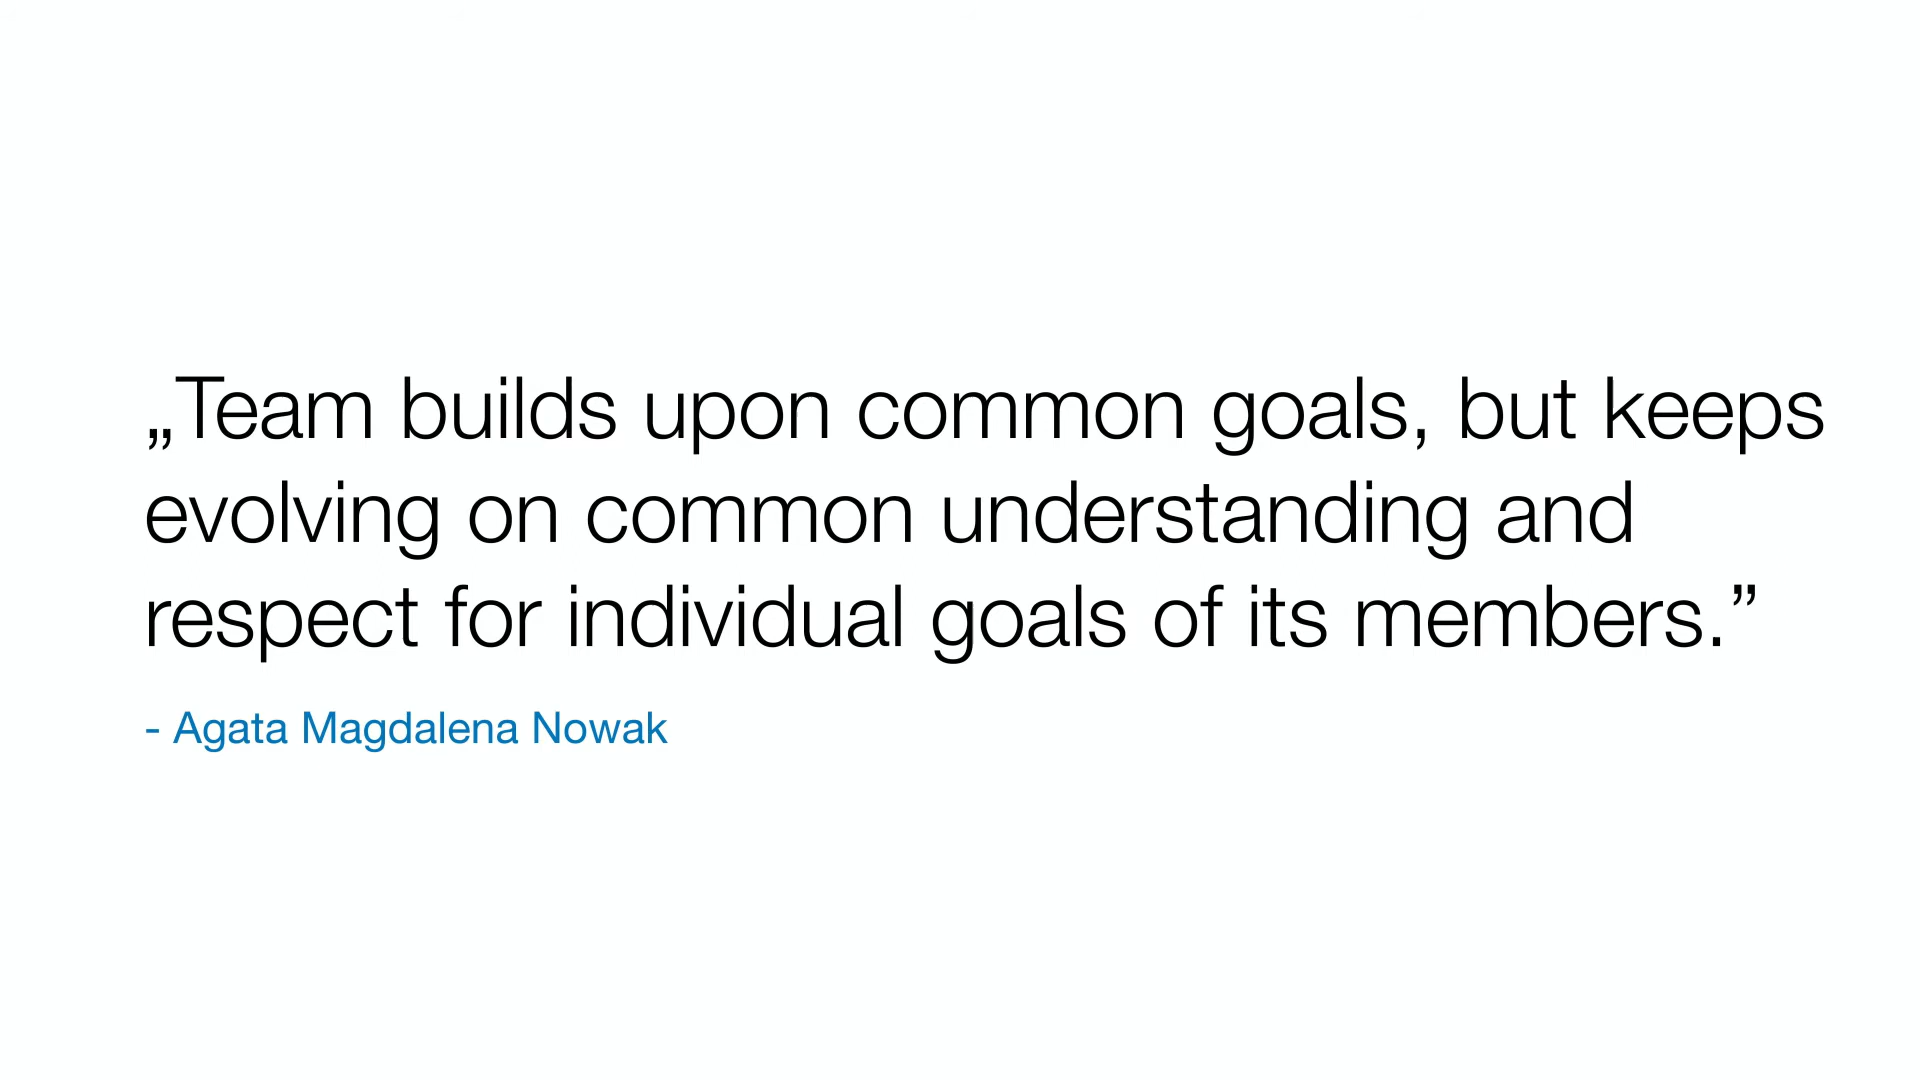 „Team builds upon common goals, but keeps
evolving on common understanding and
respect for individual goals of its members.”
- Agata Magdalena Nowak